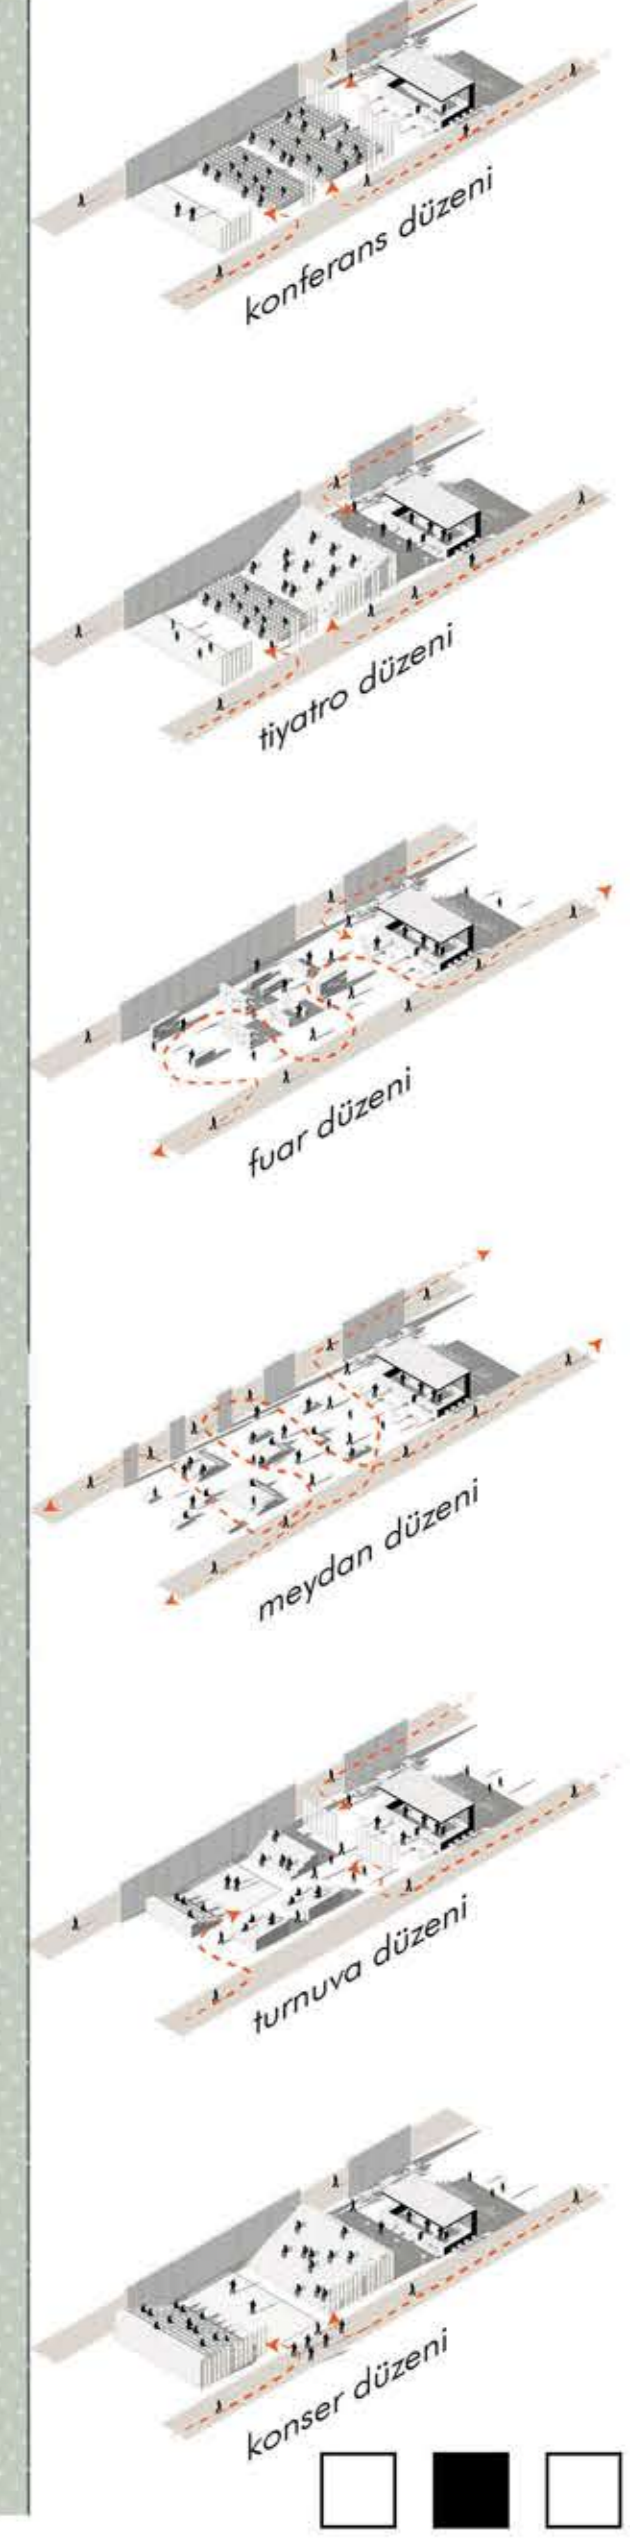 konferans düzeni
tiyatro düzeni
fuar düzeni
meydan düzeni
turnuva düzeni
konser düzeni